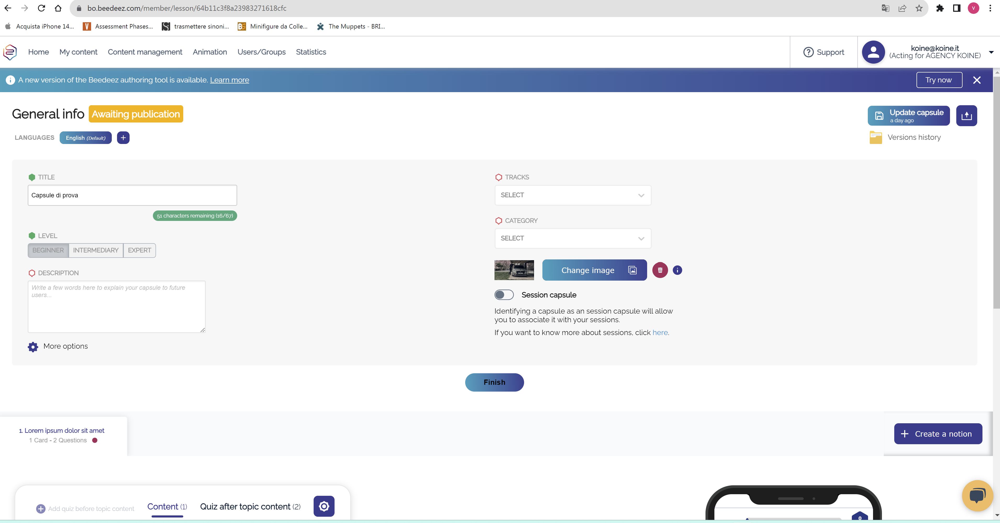 bo.beedeez.com/member/lesson/64b11c3f8a23983271618cfc
V
Acquista iPhone 14...
Assessment Phases...
trasmettere sinoni...
Minifigure da Colle...
The Muppets - BRI...
Home
My content
Content management
Animation
Users/Groups
Statistics
Support
koine@koine.it
(Acting for AGENCY KOINE)
A new version of the Beedeez authoring tool is available. Learn more
Try now
General info
Awaiting publication
Update capsule
a day ago
LANGUAGES
English (Default)
Versions history
TITLE
Capsule di prova
51 characters remaining (16/67)
LEVEL
BEGINNER
INTERMEDIARY
EXPERT
DESCRIPTION
Write a few words here to explain your capsule to future
users...
More options
TRACKS
SELECT
CATEGORY
SELECT
Change image
Session capsule
Identifying a capsule as an session capsule will allow
you to associate it with your sessions.
If you want to know more about sessions, click here.
Finish
1. Lorem ipsum dolor sit amet
1 Card - 2 Questions
+ Create a notion
Add quiz before topic content
Content (1)
Quiz after topic content (2)
0